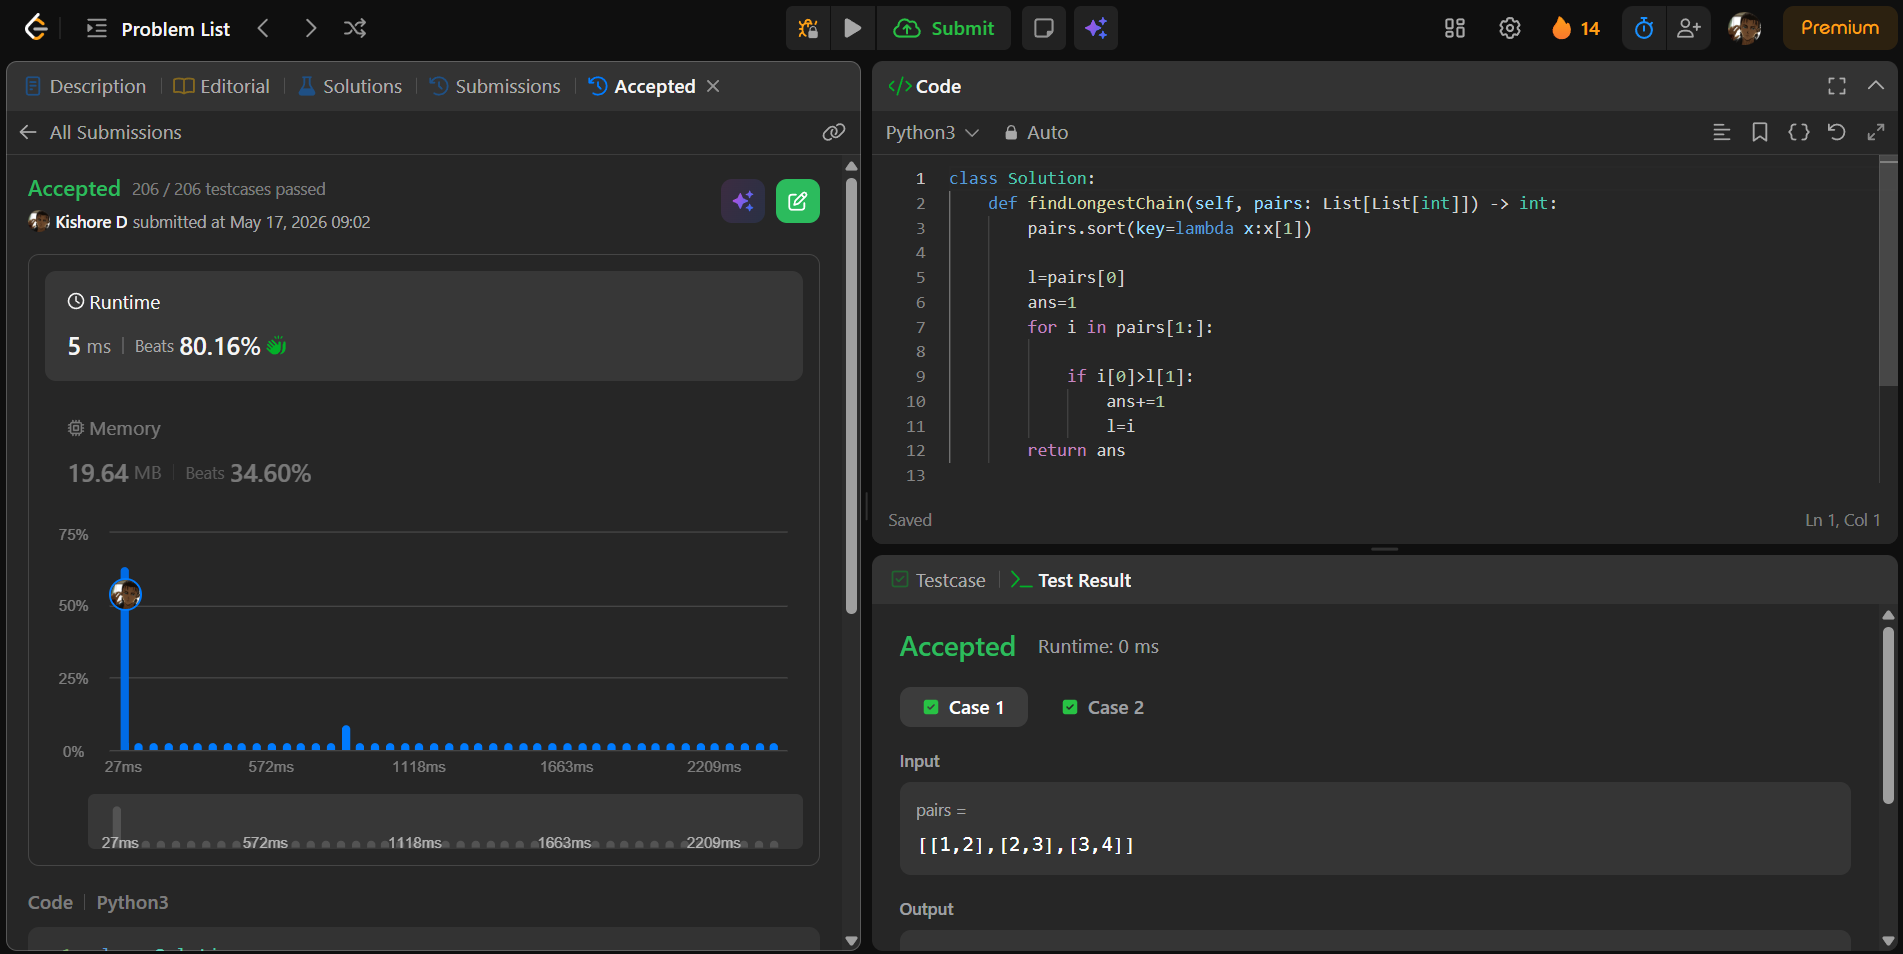 Problem List
Submit
14
Premium
Description
Editorial
Solutions
Submissions
Accepted
All Submissions
Accepted 206 / 206 testcases passed
Kishore D submitted at May 17, 2026 09:02
Runtime
5 ms Beats 80.16%
Memory
19.64 MB Beats 34.60%
75%
50%
25%
0%
27ms 572ms 1118ms 1663ms 2209ms
27ms 572ms 1118ms 1663ms 2209ms
Code Python3
Code
Python3 Auto
1 class Solution:
2 def findLongestChain(self, pairs: List[List[int]]) -> int:
3 pairs.sort(key=lambda x:x[1])
4
5 l=pairs[0]
6 ans=1
7 for i in pairs[1:]:
8
9 if i[0]>l[1]:
10 ans+=1
11 l=i
12 return ans
13
Saved
Ln 1, Col 1
Testcase
Test Result
Accepted Runtime: 0 ms
Case 1
Case 2
Input
pairs =
[[1,2],[2,3],[3,4]]
Output